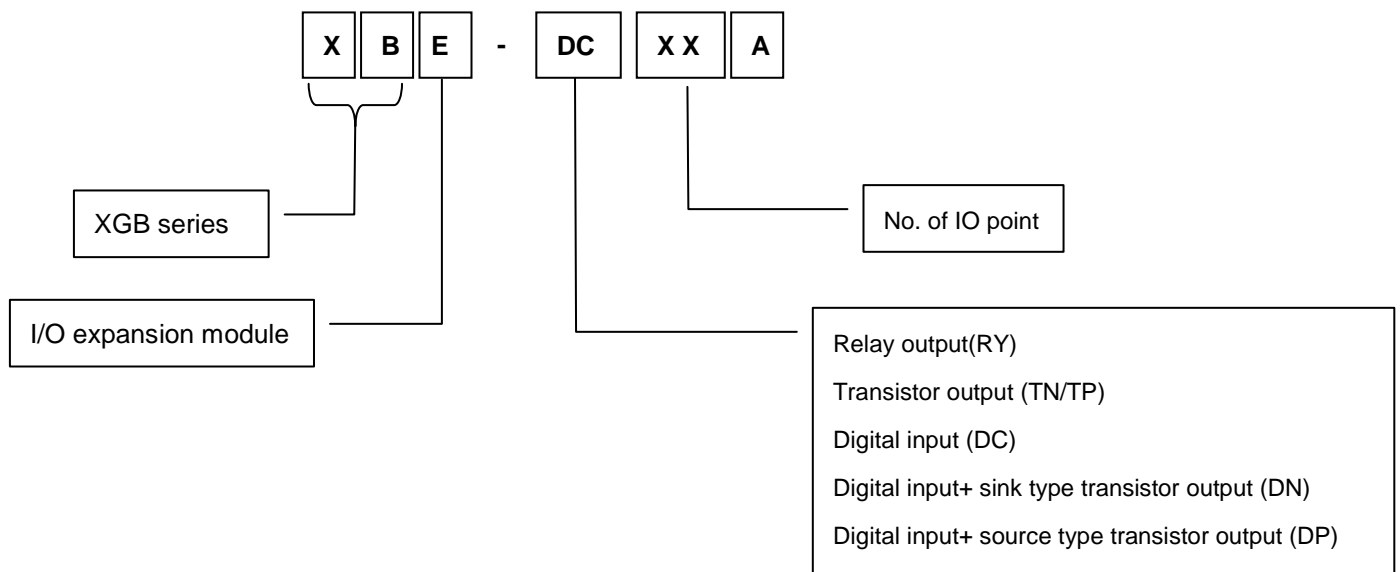 X B E - DC X X A
XGB series
No. of IO point
I/O expansion module
Relay output(RY)
Transistor output (TN/TP)
Digital input (DC)
Digital input+ sink type transistor output (DN)
Digital input+ source type transistor output (DP)